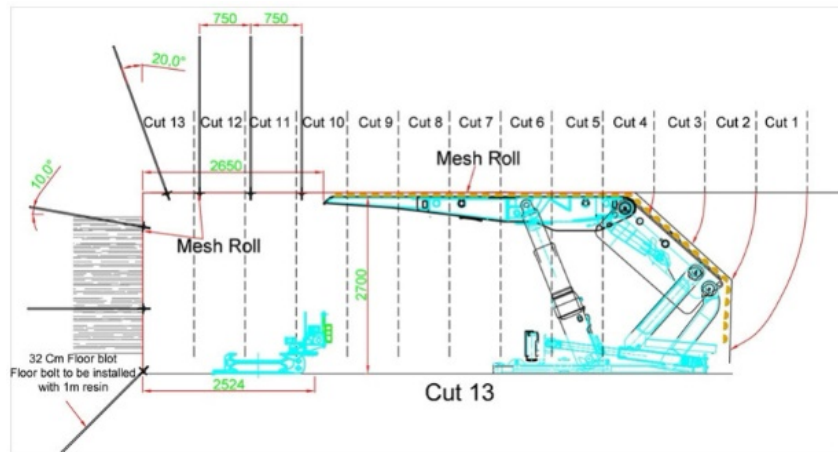 750 750
20,0°
Cut 13 Cut 12 Cut 11 Cut 10 Cut 9 Cut 8 Cut 7 Cut 6 Cut 5 Cut 4 Cut 3 Cut 2 Cut 1
2650
Mesh Roll
10,0°
Mesh Roll
2700
32 Cm Floor blot
Floor bolt to be installed
with 1m resin
2524
Cut 13